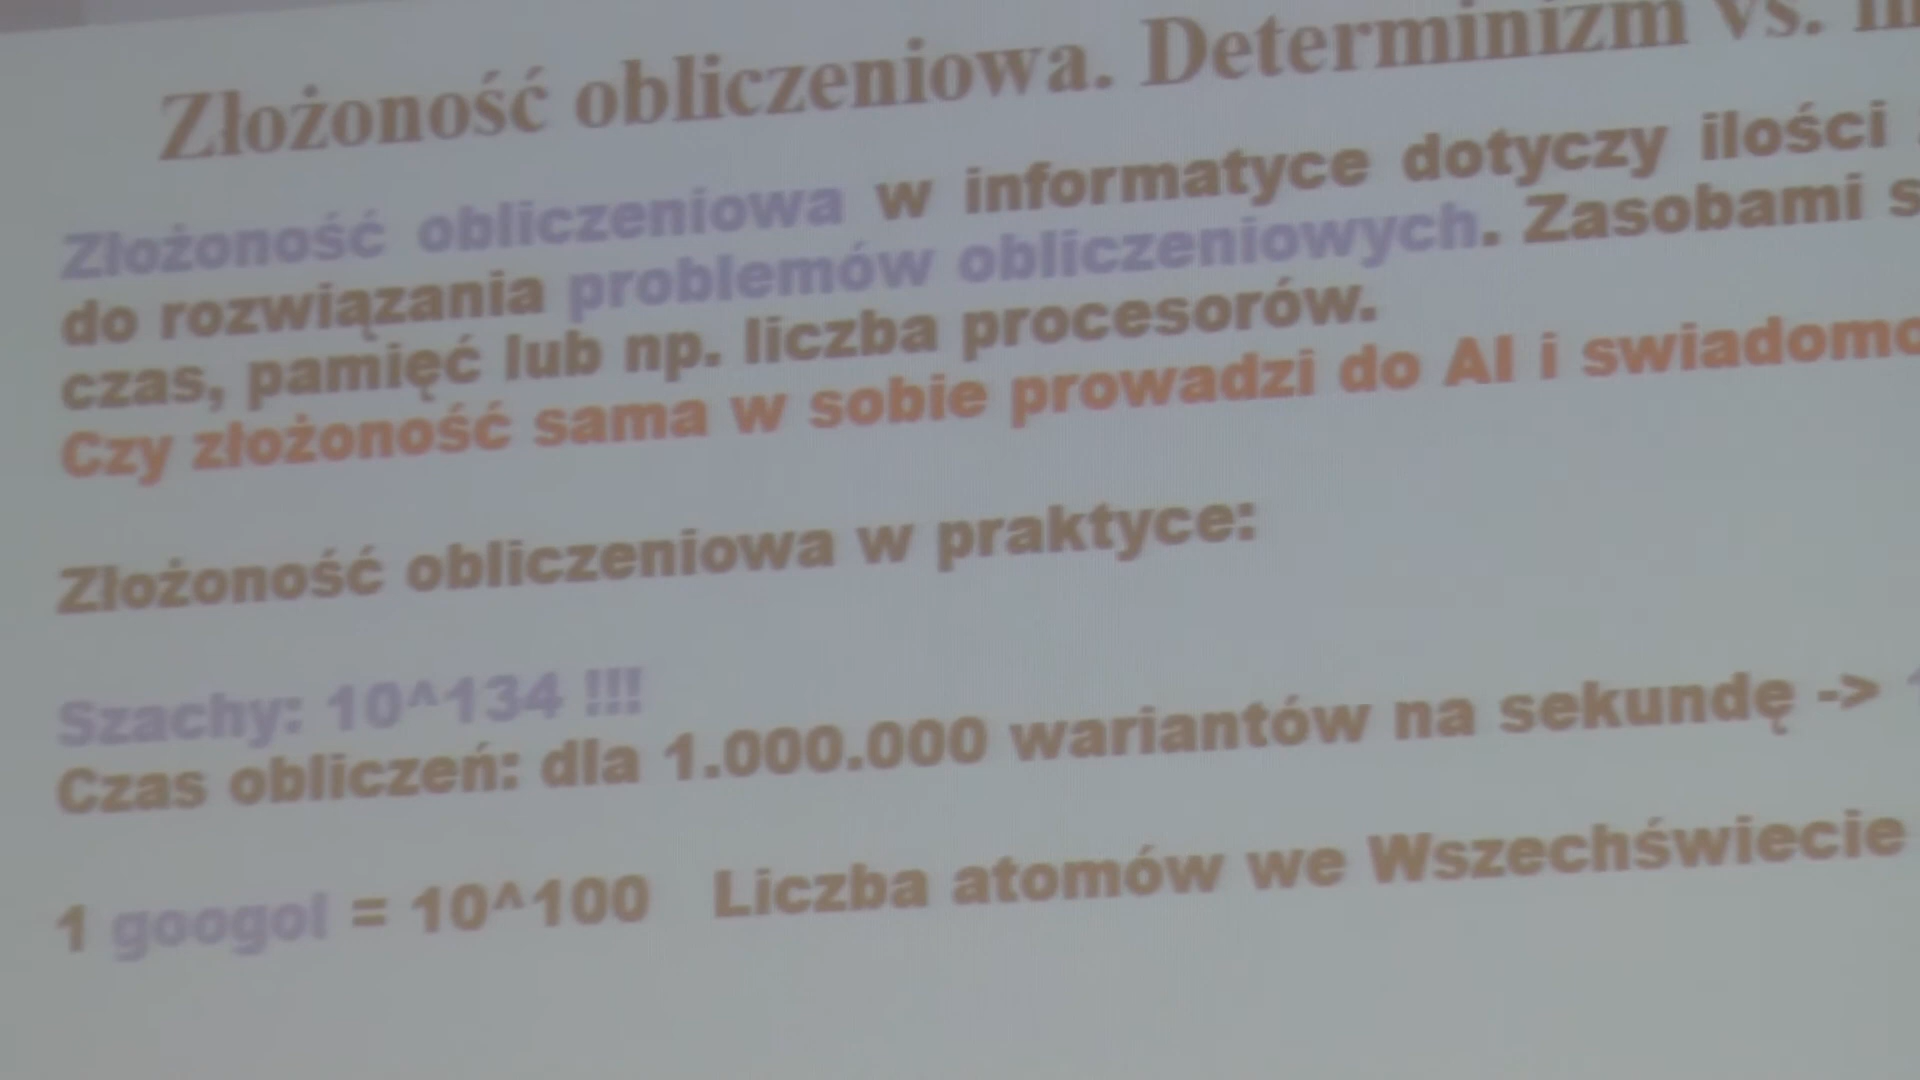 Złożoność obliczeniowa. Determinizm vs.
Złożoność obliczeniowa w informatyce dotyczy ilości
do rozwiązania problemów obliczeniowych. Zasobami
czas, pamięć lub np. liczba procesorów.
Czy złożoność sama w sobie prowadzi do AI i
Złożoność obliczeniowa w praktyce:
Szachy: 10^134 !!!
Czas obliczeń: dla 1.000.000 wariantów na sekundę ->
1 googol = 10^100 Liczba atomów we Wszechświecie